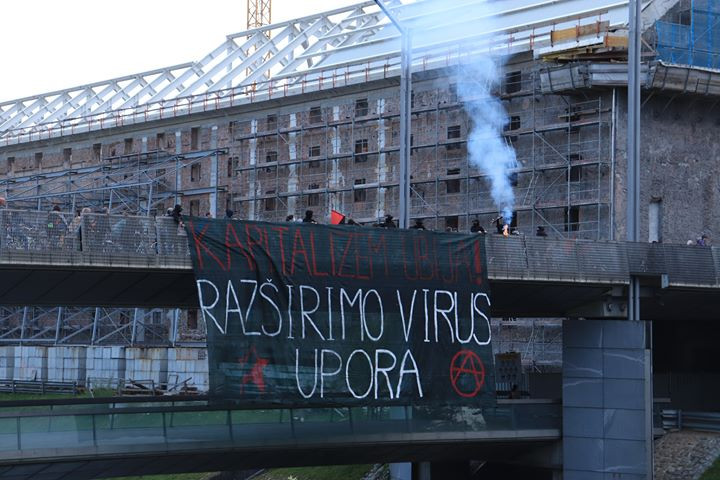 KAPITALIZEM UBIJA!
RAZŠIRIMO VIRUS
UPORA